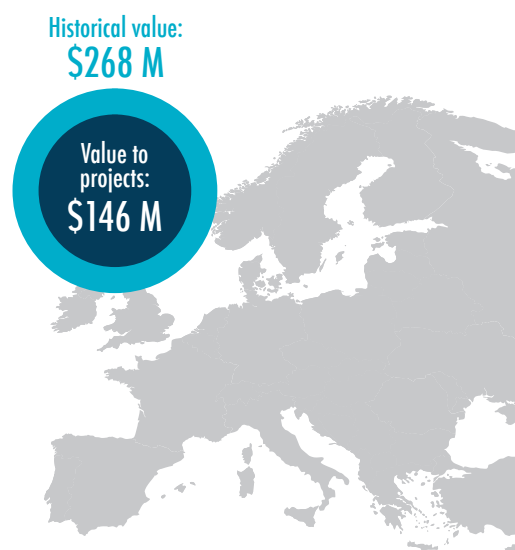 Historical value:
$268 M
Value to
projects:
$146 M